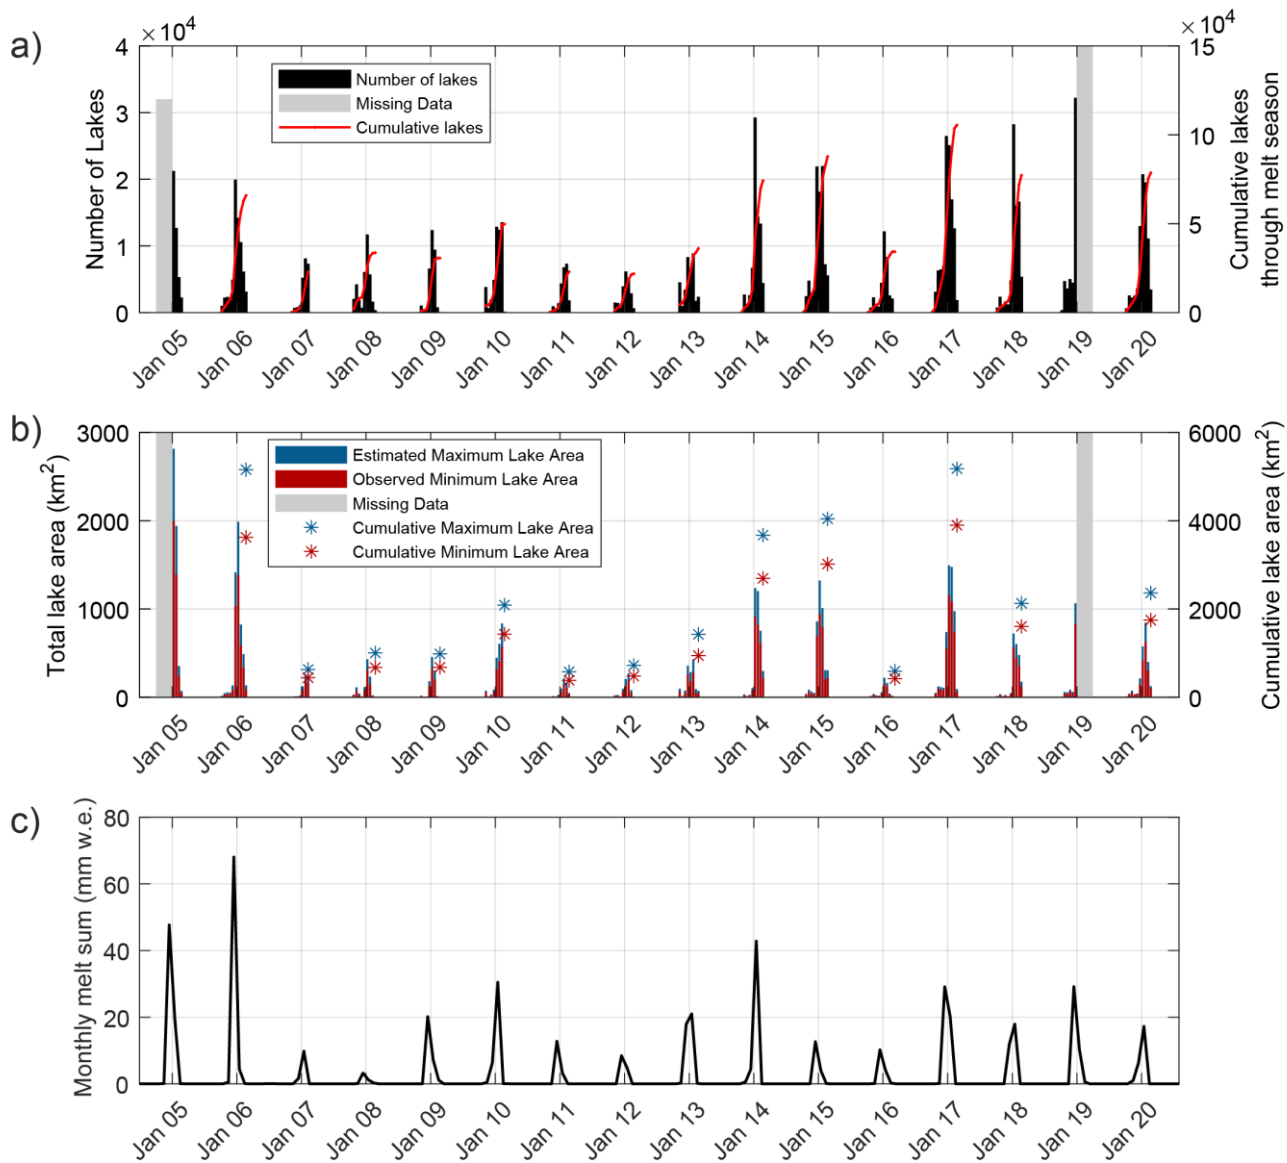 a)
×10⁴
×10⁴
4
3
2
1
0
Number of Lakes
15
10
5
0
Cumulative lakes
through melt season
Number of lakes
Missing Data
Cumulative lakes
Jan 05
Jan 06
Jan 07
Jan 08
Jan 09
Jan 10
Jan 11
Jan 12
Jan 13
Jan 14
Jan 15
Jan 16
Jan 17
Jan 18
Jan 19
Jan 20
b)
3000
2000
1000
0
Total lake area (km²)
6000
4000
2000
0
Cumulative lake area (km²)
Estimated Maximum Lake Area
Observed Minimum Lake Area
Missing Data
Cumulative Maximum Lake Area
Cumulative Minimum Lake Area
Jan 05
Jan 06
Jan 07
Jan 08
Jan 09
Jan 10
Jan 11
Jan 12
Jan 13
Jan 14
Jan 15
Jan 16
Jan 17
Jan 18
Jan 19
Jan 20
c)
80
60
40
20
0
Monthly melt sum (mm w.e.)
Jan 05
Jan 06
Jan 07
Jan 08
Jan 09
Jan 10
Jan 11
Jan 12
Jan 13
Jan 14
Jan 15
Jan 16
Jan 17
Jan 18
Jan 19
Jan 20